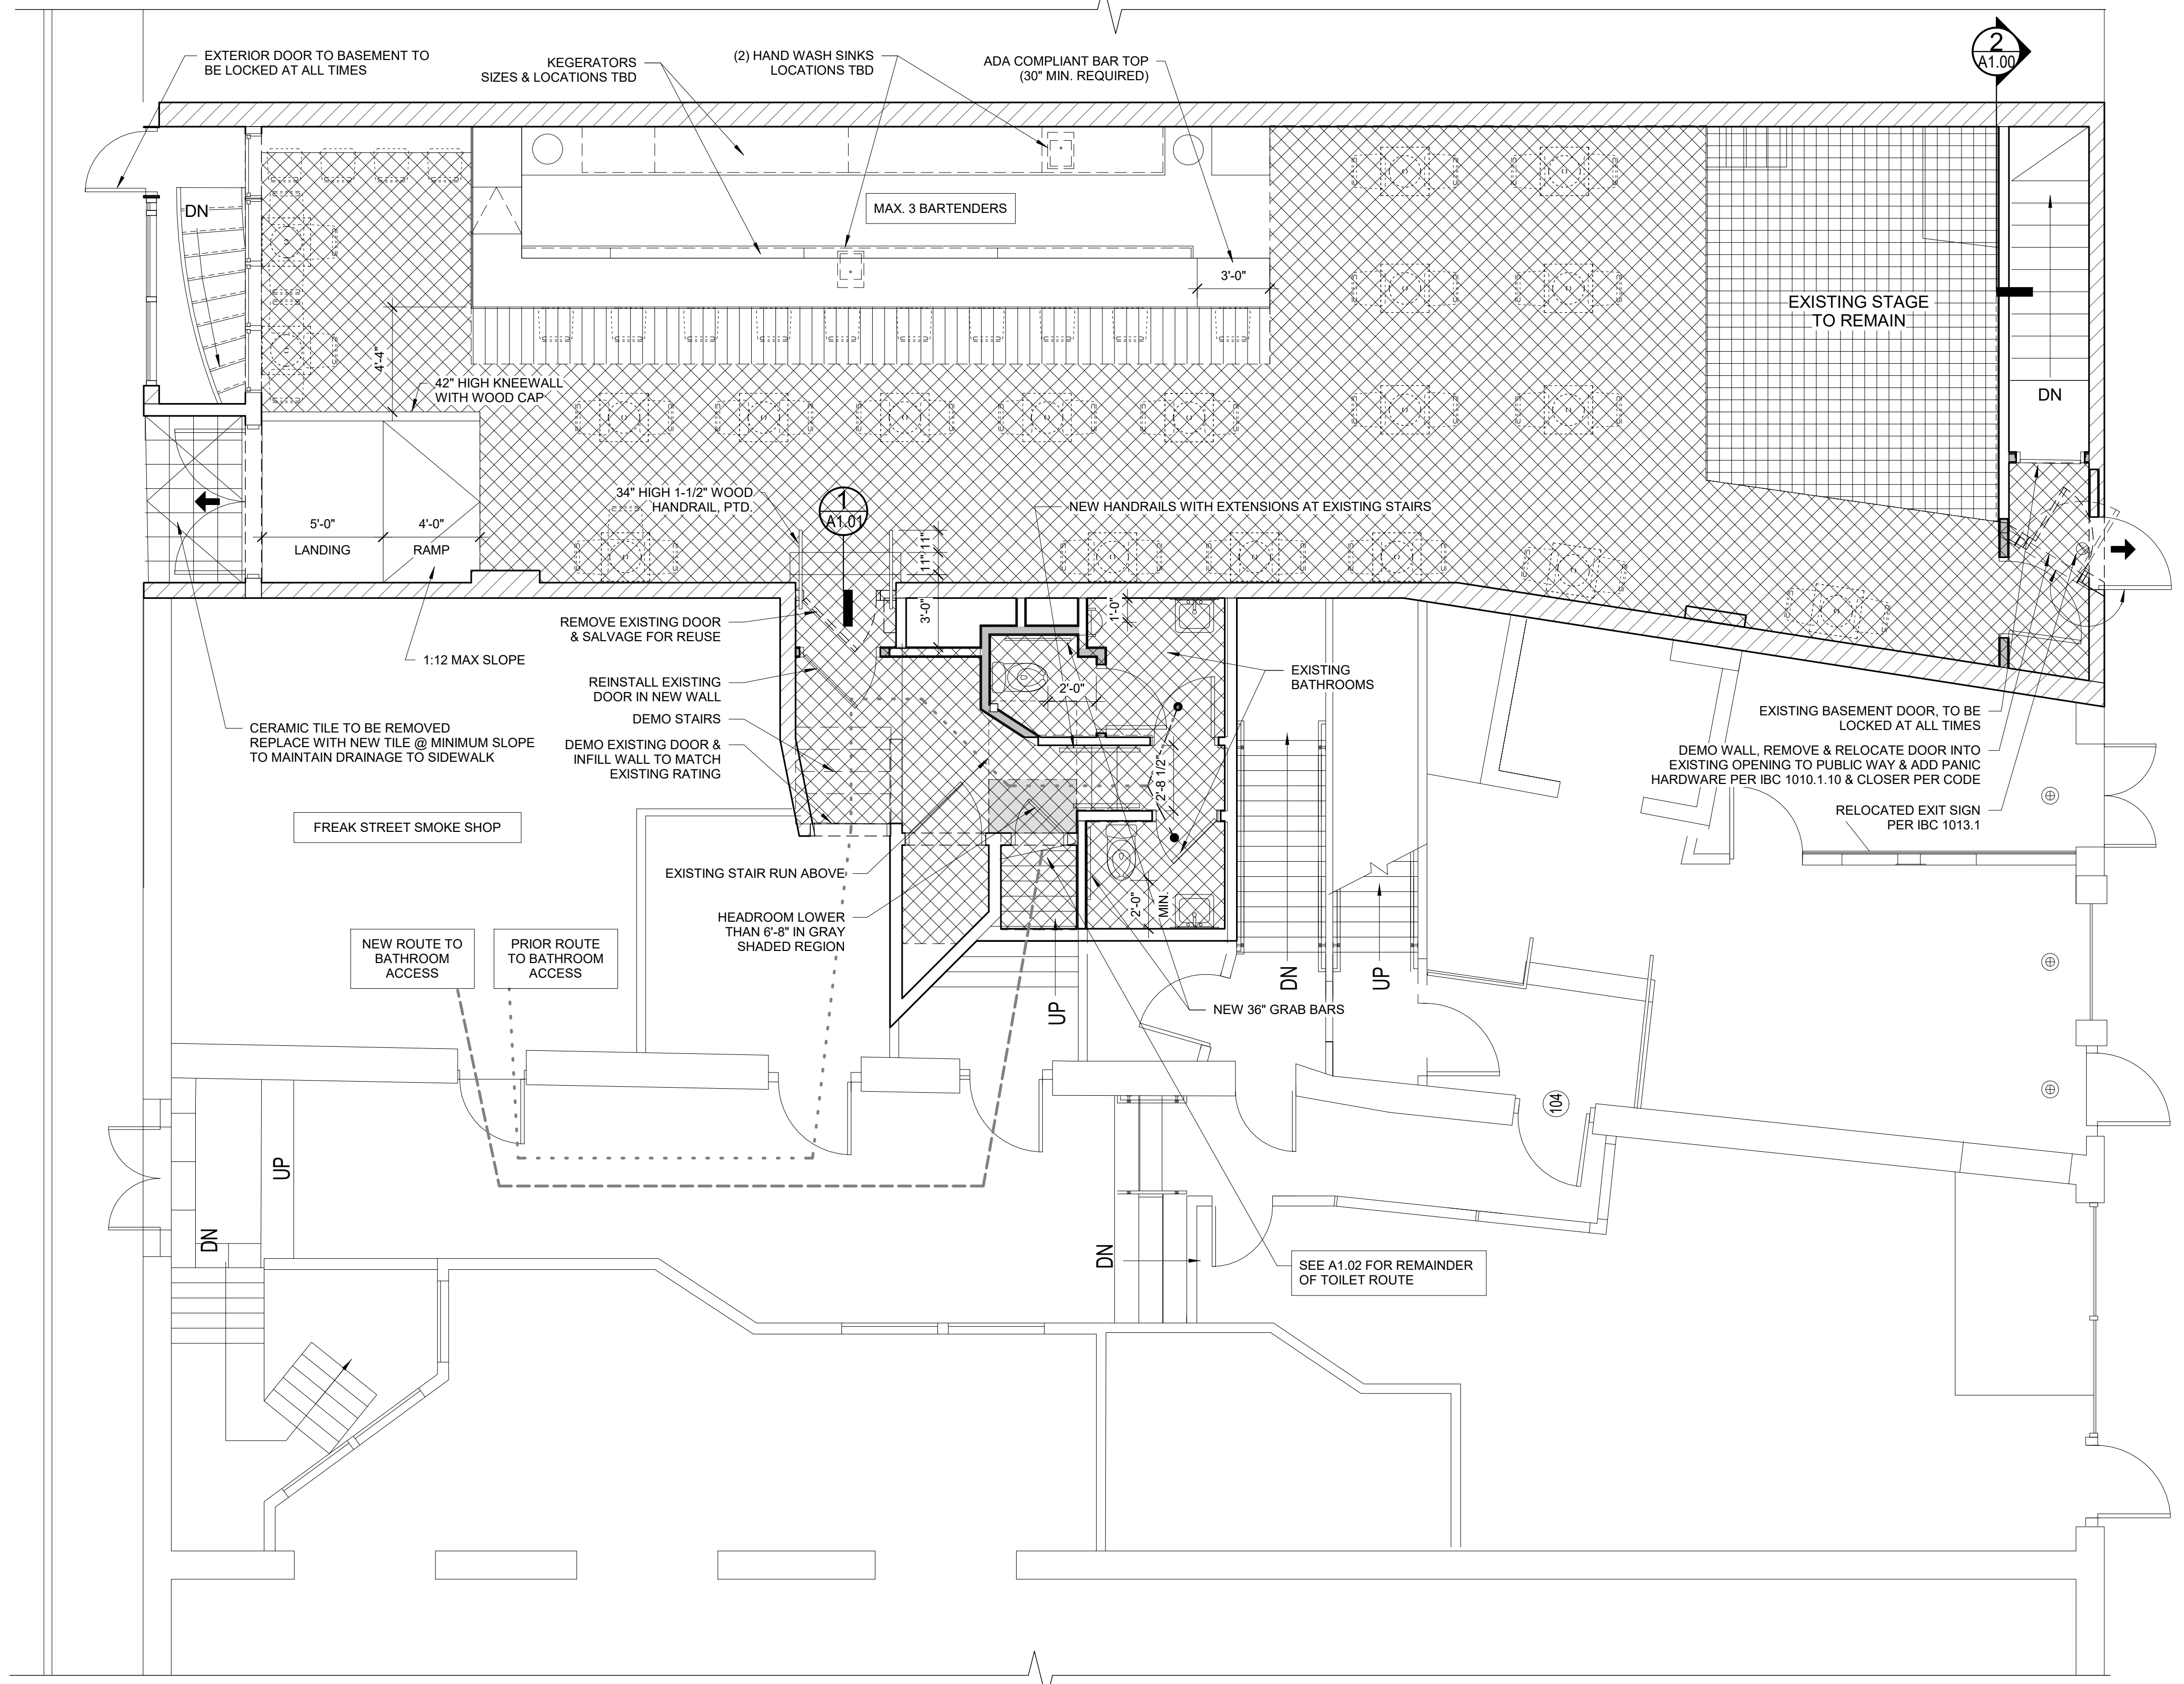 EXTERIOR DOOR TO BASEMENT TO
BE LOCKED AT ALL TIMES
KEGERATORS
SIZES & LOCATIONS TBD
(2) HAND WASH SINKS
LOCATIONS TBD
ADA COMPLIANT BAR TOP
(30" MIN. REQUIRED)
2
A1.00
DN
MAX. 3 BARTENDERS
3'-0"
EXISTING STAGE
TO REMAIN
4'-4"
42" HIGH KNEEWALL
WITH WOOD CAP
DN
34" HIGH 1-1/2" WOOD
HANDRAIL, PTD.
1
A1.01
NEW HANDRAILS WITH EXTENSIONS AT EXISTING STAIRS
5'-0"
LANDING
4'-0"
RAMP
11"
11"
3'-0"
1'-0"
REMOVE EXISTING DOOR
& SALVAGE FOR REUSE
1:12 MAX SLOPE
REINSTALL EXISTING
DOOR IN NEW WALL
2'-0"
EXISTING
BATHROOMS
DEMO STAIRS
CERAMIC TILE TO BE REMOVED
REPLACE WITH NEW TILE @ MINIMUM SLOPE
TO MAINTAIN DRAINAGE TO SIDEWALK
DEMO EXISTING DOOR &
INFILL WALL TO MATCH
EXISTING RATING
2'-8 1/2"
EXISTING BASEMENT DOOR, TO BE
LOCKED AT ALL TIMES
DEMO WALL, REMOVE & RELOCATE DOOR INTO
EXISTING OPENING TO PUBLIC WAY & ADD PANIC
HARDWARE PER IBC 1010.1.10 & CLOSER PER CODE
RELOCATED EXIT SIGN
PER IBC 1013.1
FREAK STREET SMOKE SHOP
EXISTING STAIR RUN ABOVE
HEADROOM LOWER
THAN 6'-8" IN GRAY
SHADED REGION
2'-0"
MIN.
NEW ROUTE TO
BATHROOM
ACCESS
PRIOR ROUTE
TO BATHROOM
ACCESS
UP
DN
UP
NEW 36" GRAB BARS
104
UP
DN
DN
SEE A1.02 FOR REMAINDER
OF TOILET ROUTE